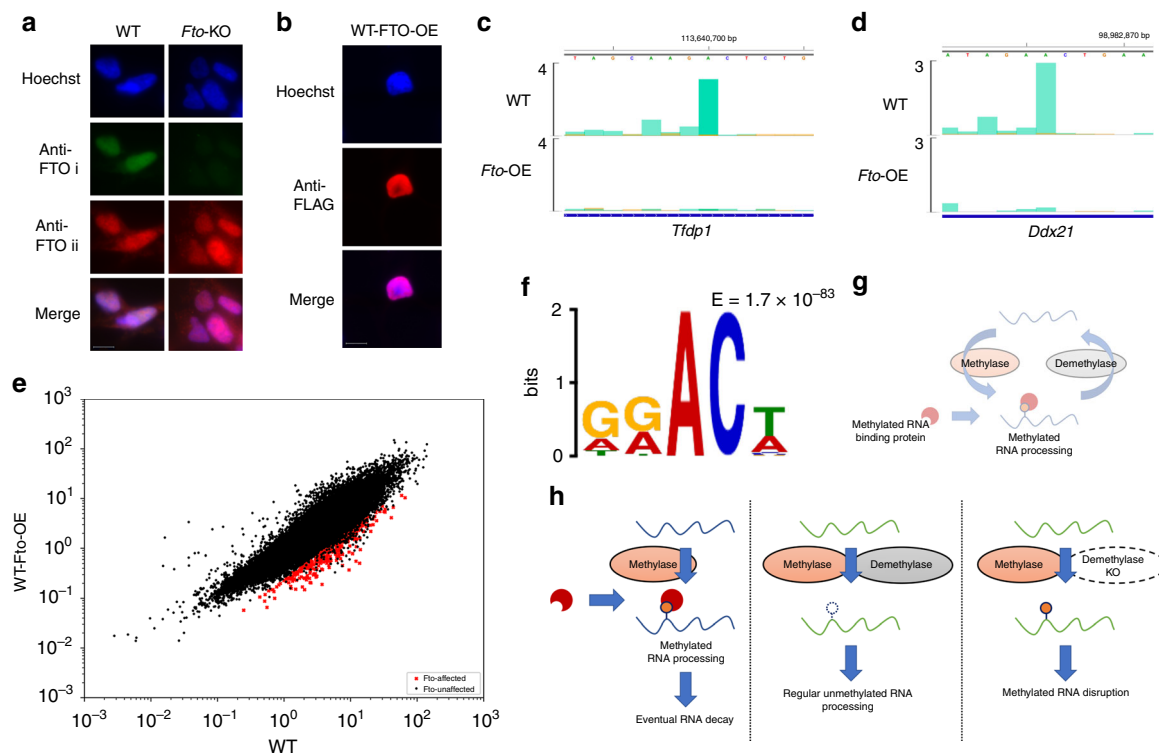 a
WT
Fto-KO
Hoechst
Anti-
FTO i
Anti-
FTO ii
Merge
b
WT-FTO-OE
Hoechst
Anti-
FLAG
Merge
c
113,640,700 bp
T A G C A A G A C T C T G
4
WT
4
Fto-OE
Tfdp1
d
98,982,870 bp
A T A G A A C T G A A
3
WT
3
Fto-OE
Ddx21
e
WT-Fto-OE
10³
10²
10¹
10⁰
10⁻¹
10⁻²
10⁻³
10⁻³ 10⁻² 10⁻¹ 10⁰ 10¹ 10² 10³
WT
Fto-affected
Fto-unaffected
f
E = 1.7 × 10⁻⁸³
bits
2
1
0
G G A C T
A A A
T
g
Methylase
Demethylase
Methylated RNA
binding protein
Methylated
RNA processing
h
Methylase
Methylated
RNA processing
Eventual RNA decay
Methylase
Demethylase
Regular unmethylated RNA
processing
Methylase
Demethylase
KO
Methylated RNA disruption